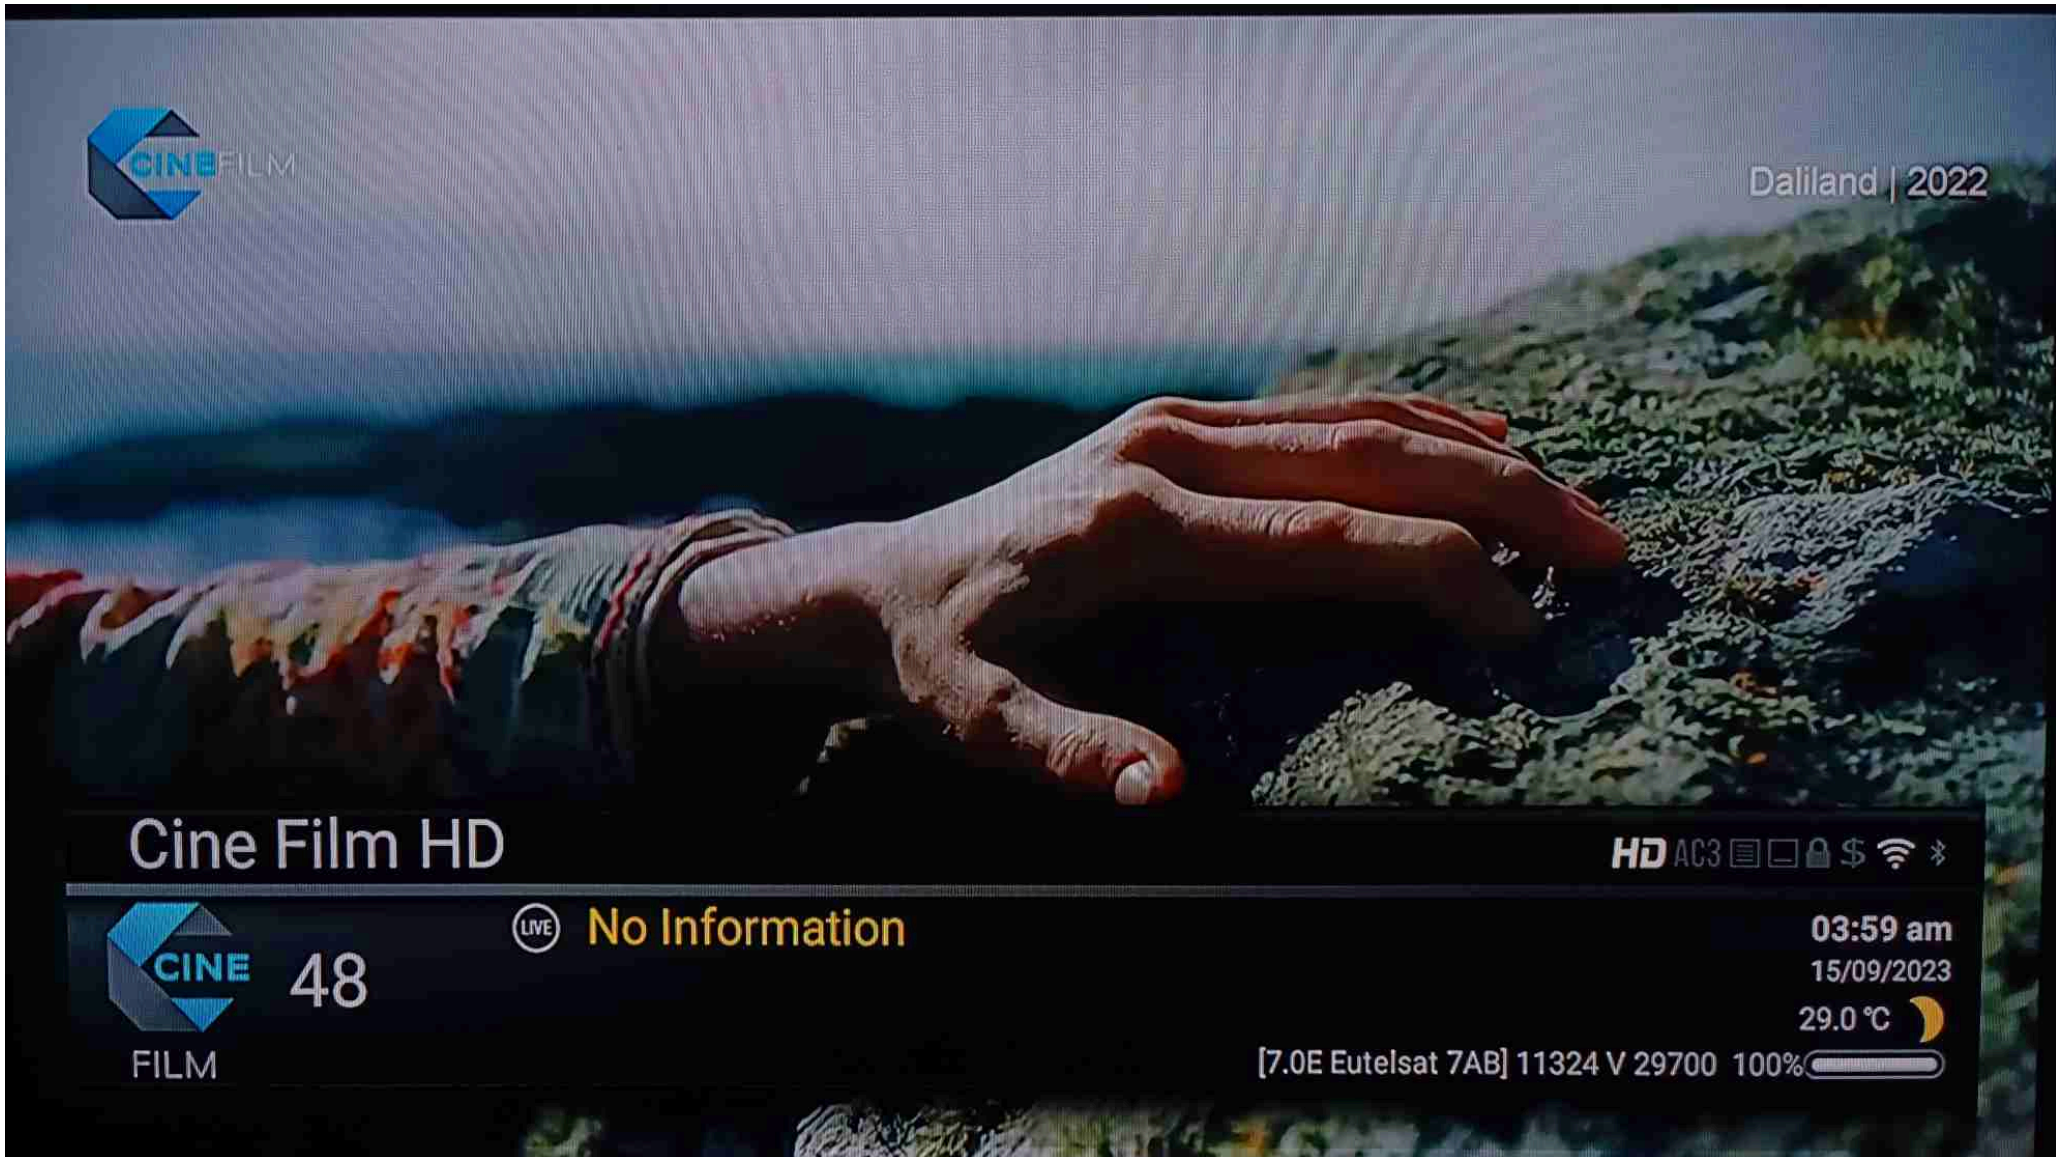 CINEFILM
Daliland | 2022
Cine Film HD
HD AC3 $
CINE
FILM
48
LIVE No Information
03:59 am
15/09/2023
29.0 °C
[7.0E Eutelsat 7AB] 11324 V 29700 100%